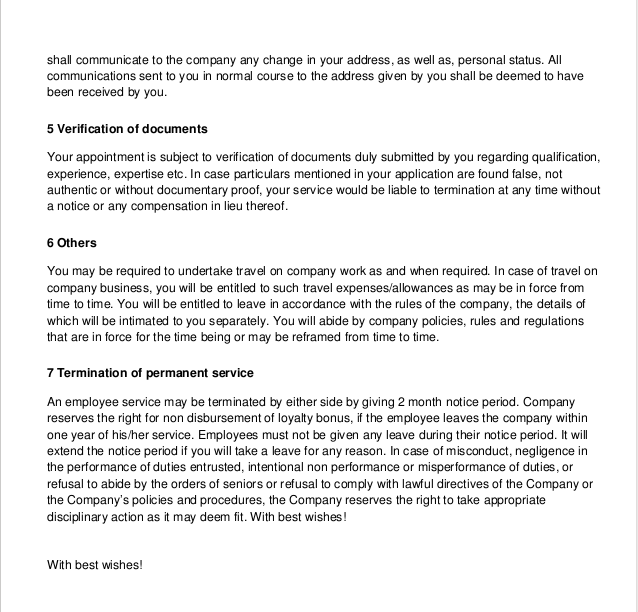 shall communicate to the company any change in your address, as well as, personal status. All
communications sent to you in normal course to the address given by you shall be deemed to have
been received by you.
5 Verification of documents
Your appointment is subject to verification of documents duly submitted by you regarding qualification,
experience, expertise etc. In case particulars mentioned in your application are found false, not
authentic or without documentary proof, your service would be liable to termination at any time without
a notice or any compensation in lieu thereof.
6 Others
You may be required to undertake travel on company work as and when required. In case of travel on
company business, you will be entitled to such travel expenses/allowances as may be in force from
time to time. You will be entitled to leave in accordance with the rules of the company, the details of
which will be intimated to you separately. You will abide by company policies, rules and regulations
that are in force for the time being or may be reframed from time to time.
7 Termination of permanent service
An employee service may be terminated by either side by giving 2 month notice period. Company
reserves the right for non disbursement of loyalty bonus, if the employee leaves the company within
one year of his/her service. Employees must not be given any leave during their notice period. It will
extend the notice period if you will take a leave for any reason. In case of misconduct, negligence in
the performance of duties entrusted, intentional non performance or misperformance of duties, or
refusal to abide by the orders of seniors or refusal to comply with lawful directives of the Company or
the Company's policies and procedures, the Company reserves the right to take appropriate
disciplinary action as it may deem fit. With best wishes!
With best wishes!